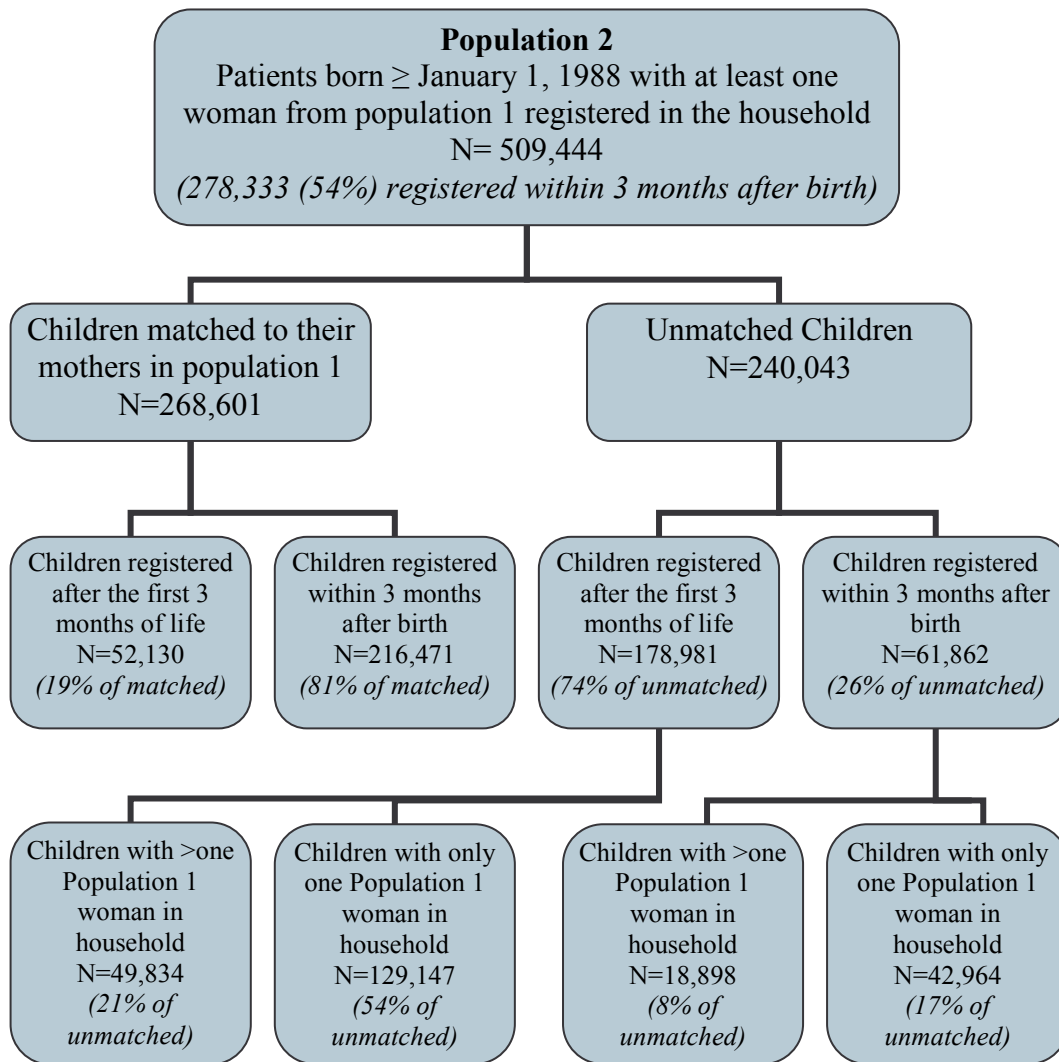 Population 2
Patients born ≥ January 1, 1988 with at least one
woman from population 1 registered in the household
N= 509,444
(278,333 (54%) registered within 3 months after birth)
Children matched to their
mothers in population 1
N=268,601
Unmatched Children
N=240,043
Children registered
after the first 3
months of life
N=52,130
(19% of matched)
Children registered
within 3 months
after birth
N=216,471
(81% of matched)
Children registered
after the first 3
months of life
N=178,981
(74% of unmatched)
Children registered
within 3 months after
birth
N=61,862
(26% of unmatched)
Children with >one
Population 1
woman in
household
N=49,834
(21% of
unmatched)
Children with only
one Population 1
woman in
household
N=129,147
(54% of
unmatched)
Children with >one
Population 1
woman in
household
N=18,898
(8% of
unmatched)
Children with only
one Population 1
woman in
household
N=42,964
(17% of
unmatched)